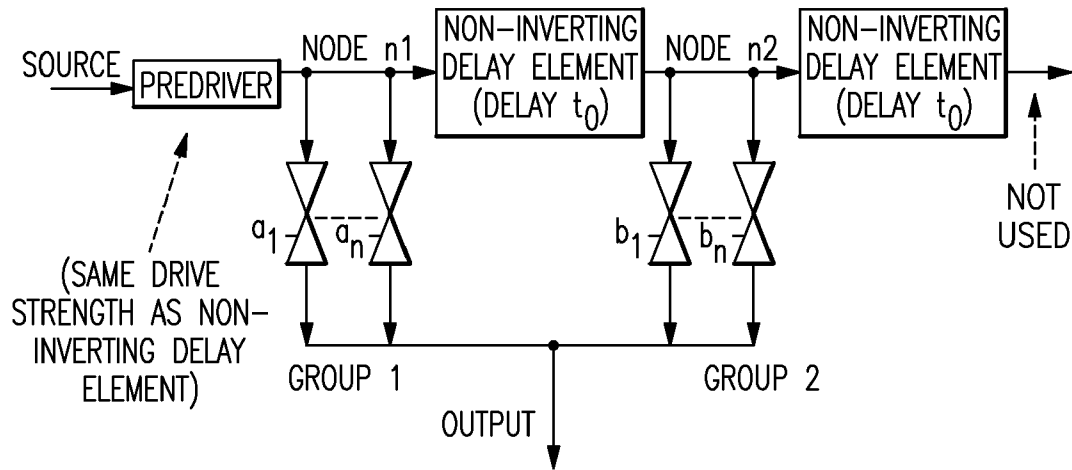 SOURCE
PREDRIVER
NODE n1
NON-INVERTING
DELAY ELEMENT
(DELAY t0)
NODE n2
NON-INVERTING
DELAY ELEMENT
(DELAY t0)
NOT
USED
a1
an
b1
bn
(SAME DRIVE
STRENGTH AS NON-
INVERTING DELAY
ELEMENT)
GROUP 1
GROUP 2
OUTPUT